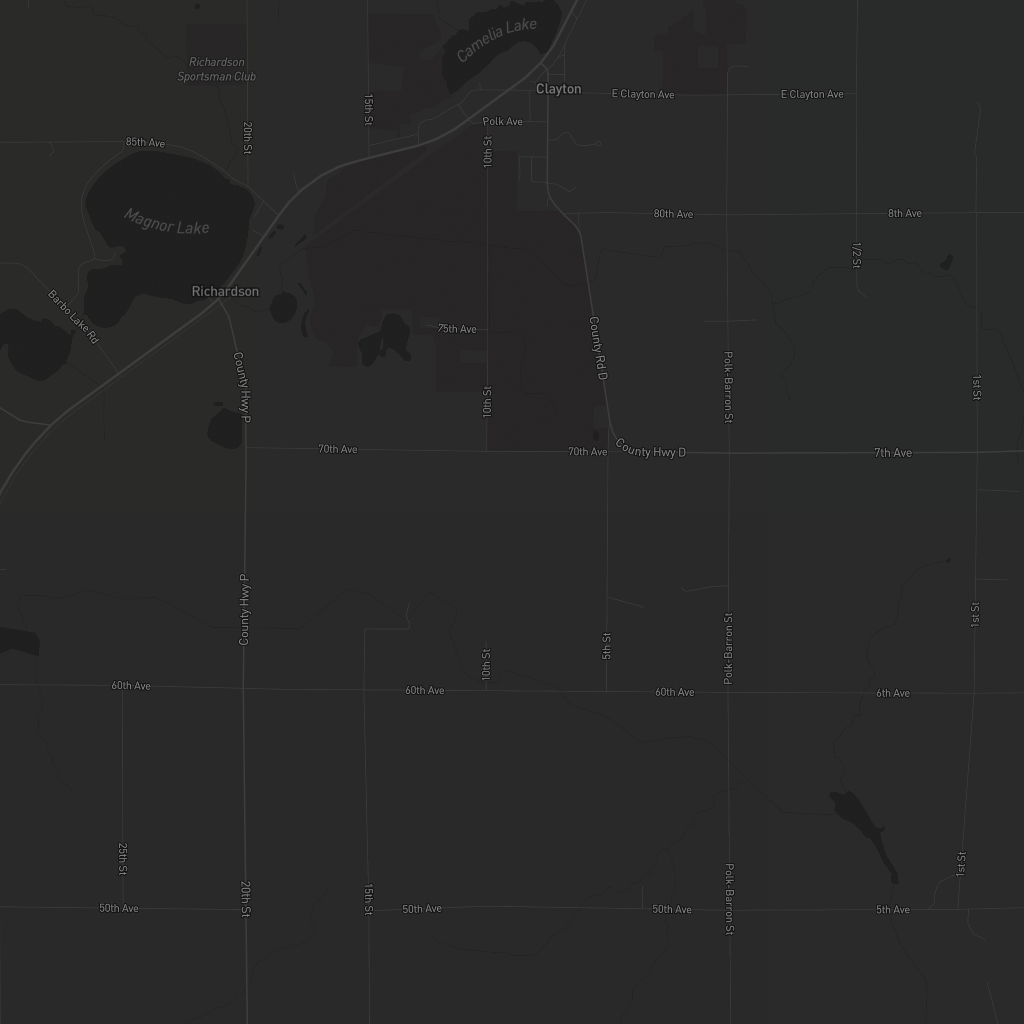 Camelia Lake
Richardson
Sportsman Club
Clayton
E Clayton Ave
E Clayton Ave
15th St
Polk Ave
20th St
85th Ave
10th St
Magnor Lake
80th Ave
8th Ave
1/2 St
Richardson
Barbo Lake Rd
75th Ave
County Rd D
County Hwy P
Polk-Barron St
1st St
10th St
70th Ave
70th Ave
County Hwy D
7th Ave
County Hwy P
1st St
5th St
Polk-Barron St
10th St
60th Ave
60th Ave
60th Ave
6th Ave
25th St
1st St
20th St
15th St
Polk-Barron St
50th Ave
50th Ave
50th Ave
5th Ave